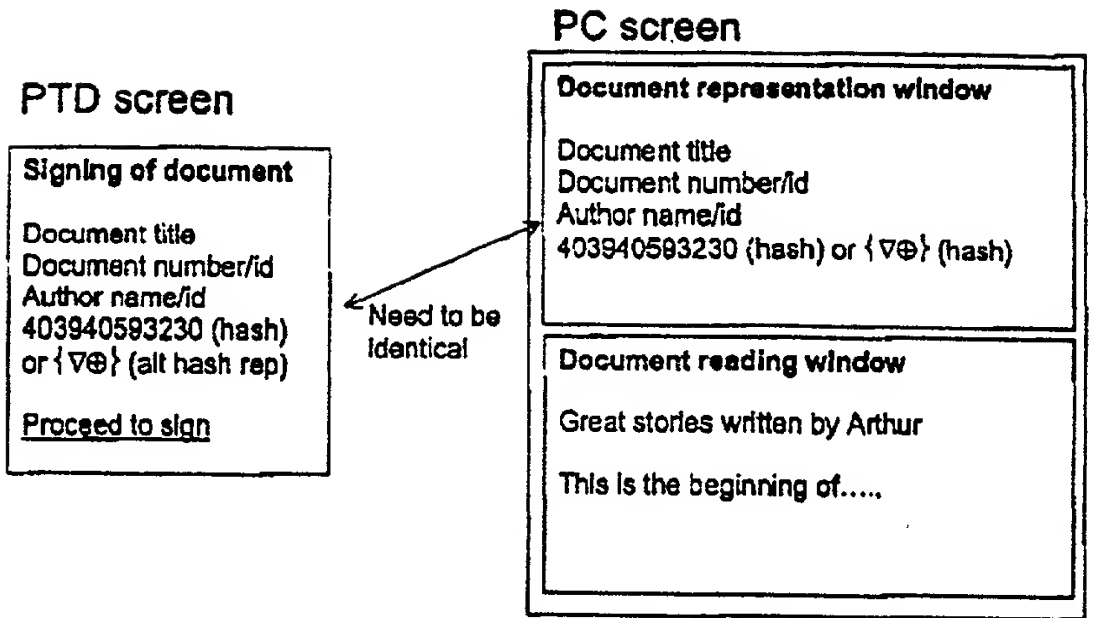 PTD screen
Signing of document
Document title
Document number/id
Author name/id
403940593230 (hash)
or {∇⊕} (alt hash rep)
Proceed to sign
Need to be
identical
PC screen
Document representation window
Document title
Document number/id
Author name/id
403940593230 (hash) or {∇⊕} (hash)
Document reading window
Great stories written by Arthur
This is the beginning of.....